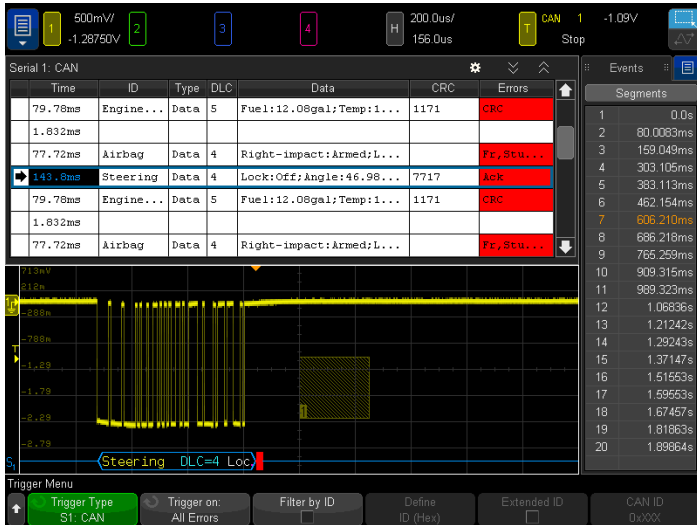 1 500mV/ 2 3 4 H 200.0us/ T CAN 1 -1.09V
-1.28750V 156.0us Stop
Serial 1: CAN
Time ID Type DLC Data CRC Errors
79.78ms Engine... Data 5 Fuel:12.08gal;Temp:1... 1171 CRC
1.832ms
77.72ms Airbag Data 4 Right-impact:Armed;L... Fr,Stu...
143.8ms Steering Data 4 Lock:Off;Angle:46.98... 7717 Ack
79.78ms Engine... Data 5 Fuel:12.08gal;Temp:1... 1171 CRC
1.832ms
77.72ms Airbag Data 4 Right-impact:Armed;L... Fr,Stu...
Events
Segments
1 0.0s
2 80.0083ms
3 159.049ms
4 303.105ms
5 383.113ms
6 462.154ms
7 606.210ms
8 686.218ms
9 765.259ms
10 909.315ms
11 989.323ms
12 1.06836s
13 1.21242s
14 1.29243s
15 1.37147s
16 1.51553s
17 1.59553s
18 1.67457s
19 1.81863s
20 1.89864s
713mV
212m
-288m
-788m
T
-1.29
-1.79
-2.29
-2.79
S1 Steering DLC=4 Loc
Trigger Menu
Trigger Type Trigger on: Filter by ID Define Extended ID CAN ID
S1: CAN All Errors ID (Hex) 0xXXX